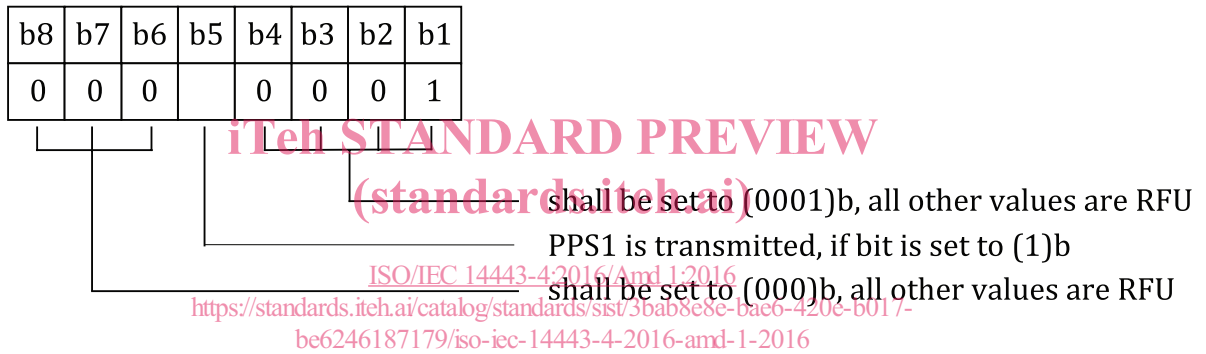 b8 b7 b6 b5 b4 b3 b2 b1
0 0 0 0 0 0 1
iTeh STANDARD PREVIEW
(standards.iteh.ai)
shall be set to (0001)b, all other values are RFU
PPS1 is transmitted, if bit is set to (1)b
ISO/IEC 14443-4:2016/Amd 1:2016
shall be set to (000)b, all other values are RFU
https://standards.iteh.ai/catalog/standards/sist/3bab8e8e-bae6-420e-b017-
be6246187179/iso-iec-14443-4-2016-amd-1-2016